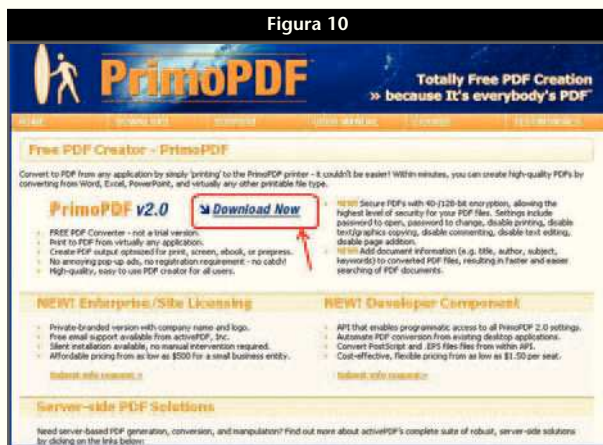 Figura 10
PrimoPDF
Totally Free PDF Creation
» because It's everybody's PDF
HOME DOWNLOAD SUPPORT USER MANUAL TESTIMONIALS
Free PDF Creator - PrimoPDF
Convert to PDF from any application by simply 'printing' to the PrimoPDF printer - it couldn't be easier! Within minutes, you can create high-quality PDFs by
converting from Word, Excel, PowerPoint, and virtually any other printable file type.
PrimoPDF v2.0 Download Now
FREE PDF Converter - not a trial version.
Print to PDF from virtually any application.
Create PDF output optimized for print, screen, ebook, or prepress.
No annoying pop-up ads, no registration requirement - no catch!
High-quality, easy to use PDF creator for all users.
NEW! Secure PDFs with 40-/128-bit encryption, allowing the
highest level of security for your PDF files. Settings include
password to open, password to change, disable printing, disable
text/graphics copying, disable commenting, disable text editing,
disable page addition.
NEW! Add document information (e.g. title, author, subject,
keywords) to converted PDF files, resulting in faster and easier
searching of PDF documents.
NEW! Enterprise/Site Licensing
Private-branded version with company name and logo.
Free email support available from activePDF, Inc.
Silent installation available, no manual intervention required.
Affordable pricing from as low as $500 for a small business entity.
Submit info request »
NEW! Developer Component
API that enables programmatic access to all PrimoPDF 2.0 settings.
Automate PDF conversion from existing desktop applications.
Convert PostScript and .EPS files files from within API.
Cost-effective, flexible pricing from as low as $1.50 per seat.
Submit info request »
Server-side PDF Solutions
Need server-based PDF generation, conversion, and manipulation? Find out more about activePDF's complete suite of robust, server-side solutions
by clicking on the links below: